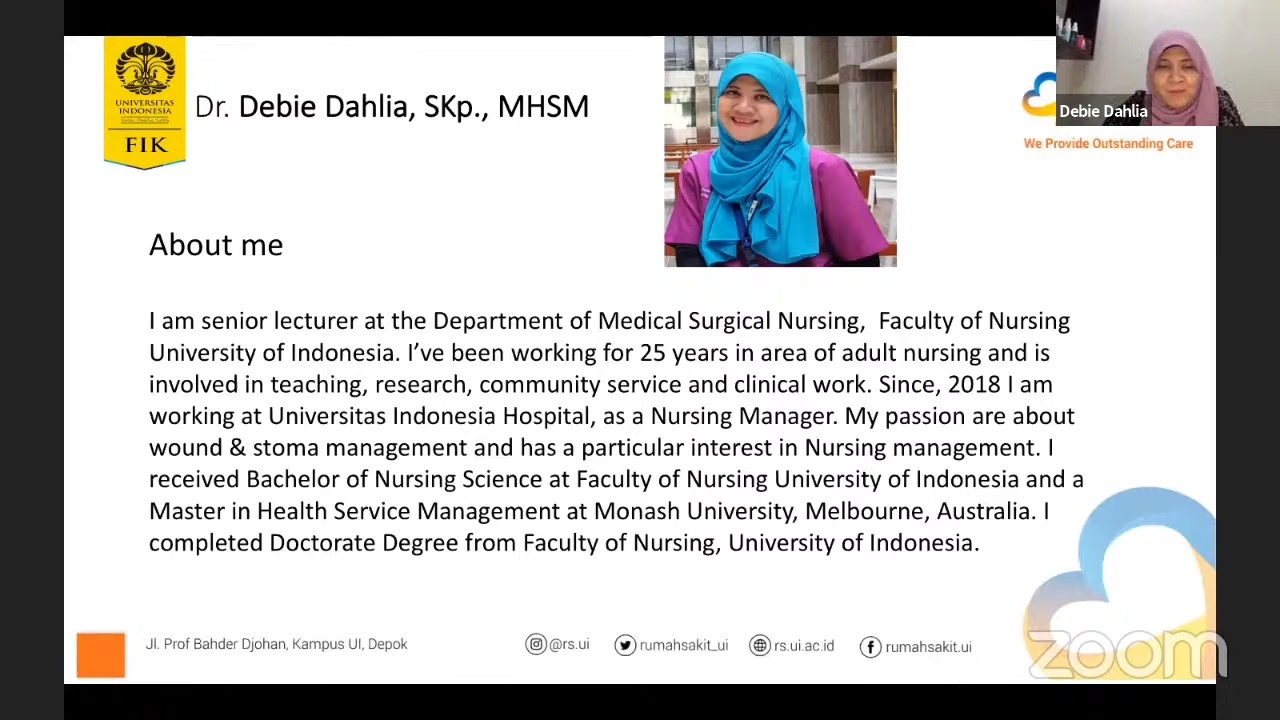 UNIVERSITAS
INDONESIA
FIK
Dr. Debie Dahlia, SKp., MHSM
Debie Dahlia
We Provide Outstanding Care
About me
I am senior lecturer at the Department of Medical Surgical Nursing, Faculty of Nursing
University of Indonesia. I’ve been working for 25 years in area of adult nursing and is
involved in teaching, research, community service and clinical work. Since, 2018 I am
working at Universitas Indonesia Hospital, as a Nursing Manager. My passion are about
wound & stoma management and has a particular interest in Nursing management. I
received Bachelor of Nursing Science at Faculty of Nursing University of Indonesia and a
Master in Health Service Management at Monash University, Melbourne, Australia. I
completed Doctorate Degree from Faculty of Nursing, University of Indonesia.
Jl. Prof Bahder Djohan, Kampus UI, Depok
@rs.ui
rumahsakit_ui
rs.ui.ac.id
rumahsakit.ui
zoom